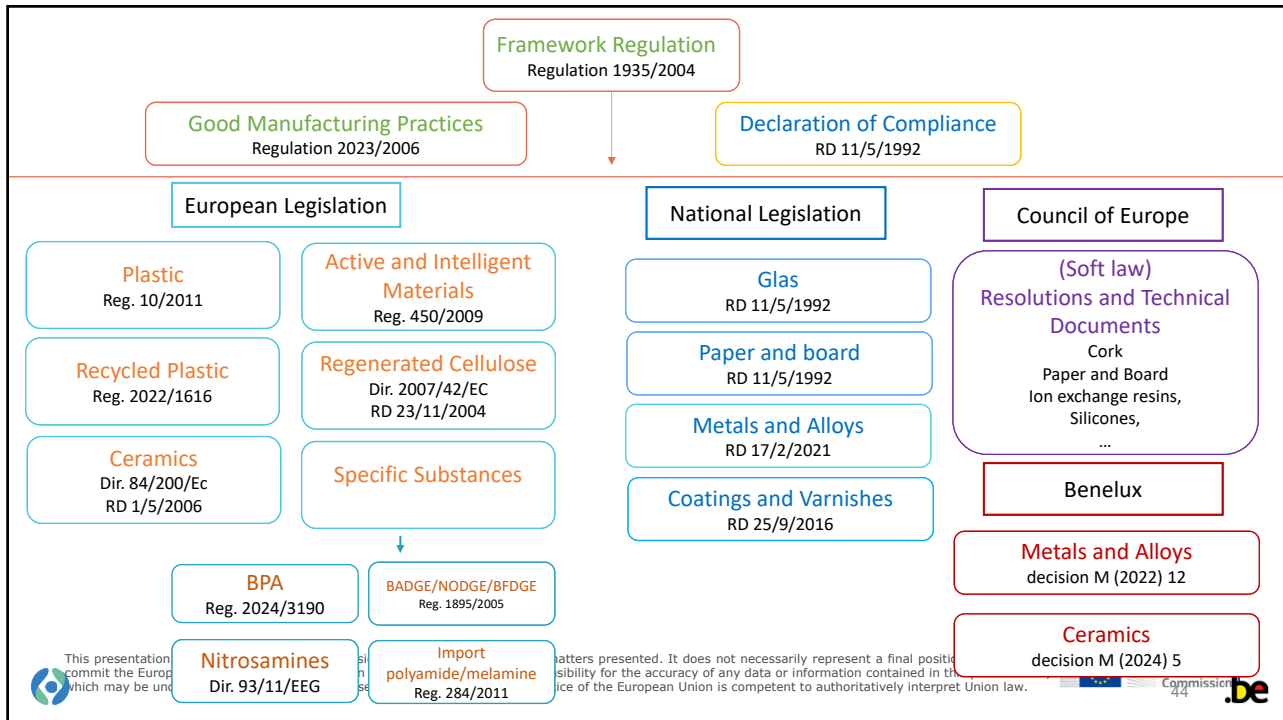 Framework Regulation
Regulation 1935/2004
Good Manufacturing Practices
Regulation 2023/2006
Declaration of Compliance
RD 11/5/1992
European Legislation
Plastic
Reg. 10/2011
Active and Intelligent
Materials
Reg. 450/2009
Recycled Plastic
Reg. 2022/1616
Regenerated Cellulose
Dir. 2007/42/EC
RD 23/11/2004
Ceramics
Dir. 84/200/Ec
RD 1/5/2006
Specific Substances
BPA
Reg. 2024/3190
BADGE/NODGE/BFDGE
Reg. 1895/2005
Nitrosamines
Dir. 93/11/EEG
Import
polyamide/melamine
Reg. 284/2011
National Legislation
Glas
RD 11/5/1992
Paper and board
RD 11/5/1992
Metals and Alloys
RD 17/2/2021
Coatings and Varnishes
RD 25/9/2016
Council of Europe
(Soft law)
Resolutions and Technical
Documents
Cork
Paper and Board
Ion exchange resins,
Silicones,
...
Benelux
Metals and Alloys
decision M (2022) 12
Ceramics
decision M (2024) 5
This presentation matters presented. It does not necessarily represent a final
commit the for the accuracy of any data or information contained in
which may be of the European Union is competent to authoritatively interpret Union law.
Commission
44
.be